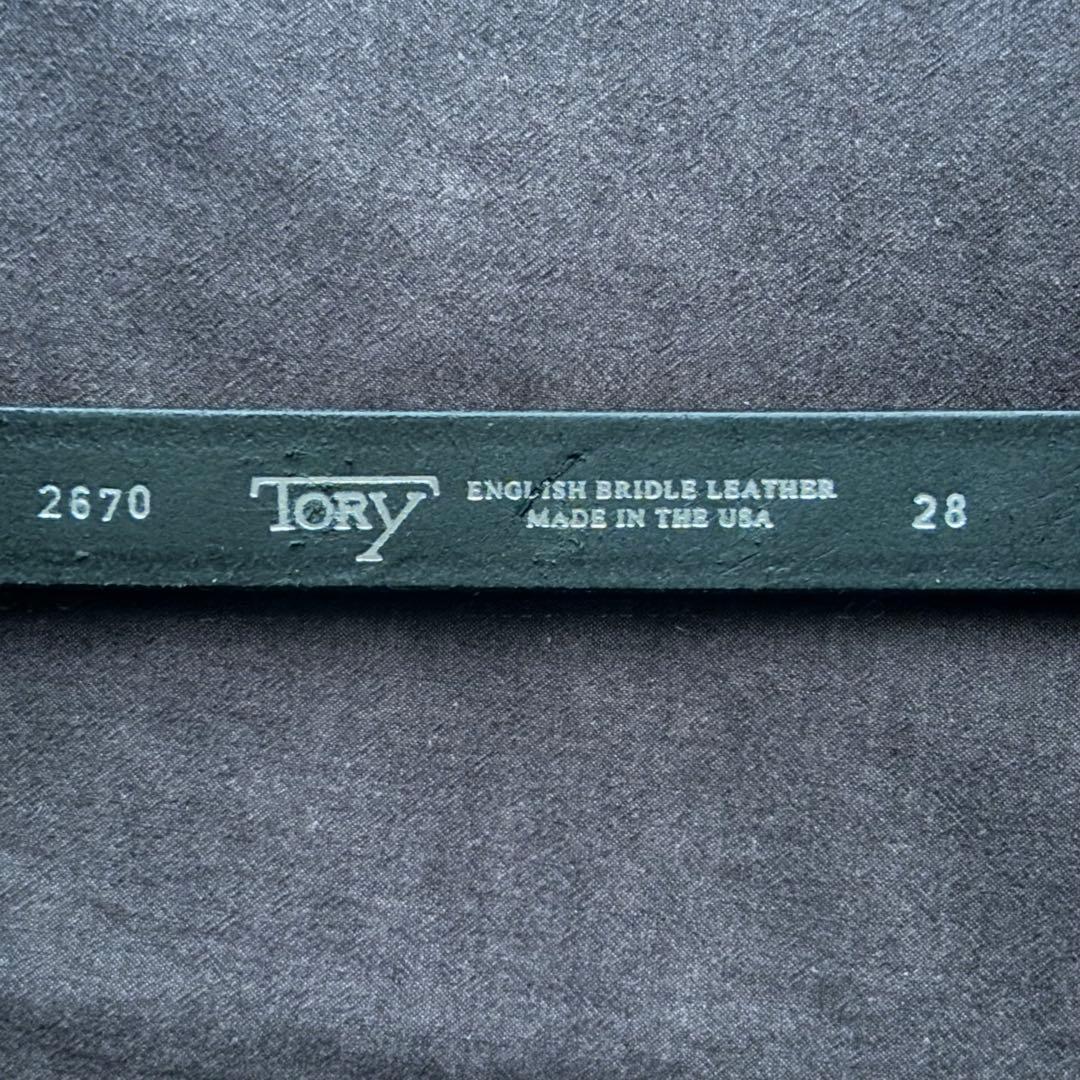 2670
TORY
ENGLISH BRIDLE LEATHER
MADE IN THE USA
28